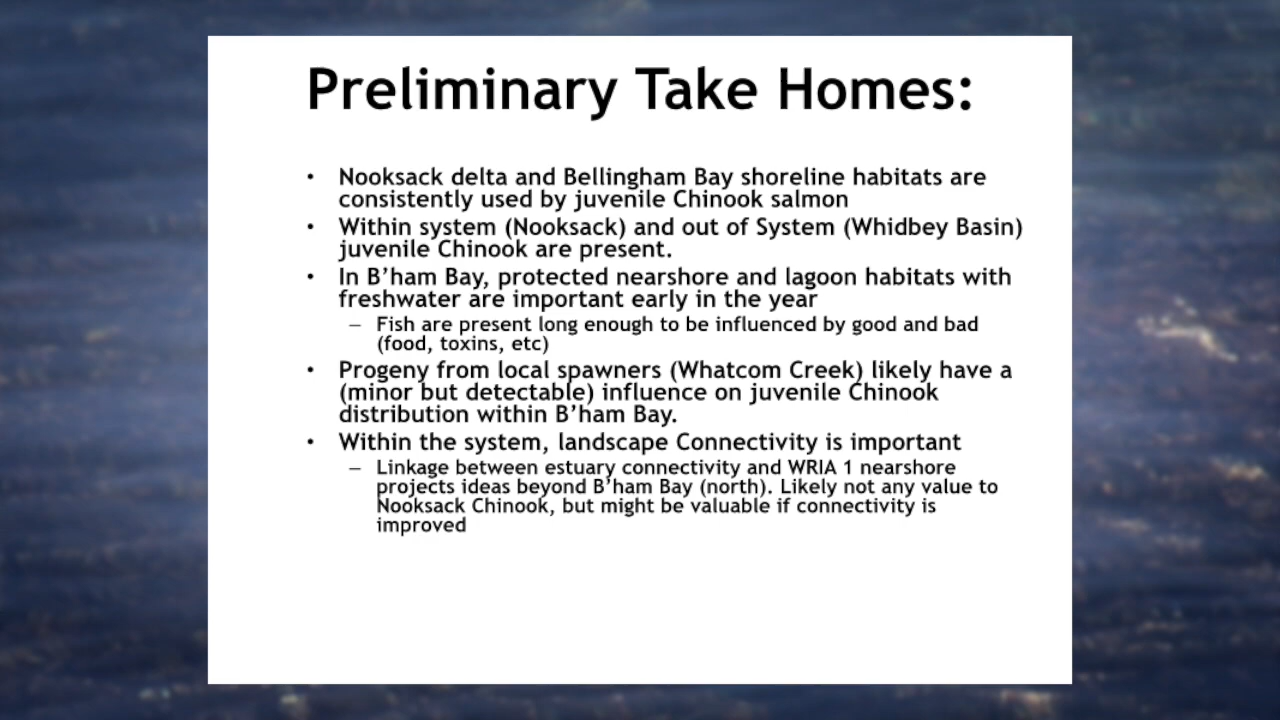 Preliminary Take Homes:
• Nooksack delta and Bellingham Bay shoreline habitats are
consistently used by juvenile Chinook salmon
• Within system (Nooksack) and out of System (Whidbey Basin)
juvenile Chinook are present.
• In B'ham Bay, protected nearshore and lagoon habitats with
freshwater are important early in the year
– Fish are present long enough to be influenced by good and bad
(food, toxins, etc)
• Progeny from local spawners (Whatcom Creek) likely have a
(minor but detectable) influence on juvenile Chinook
distribution within B'ham Bay.
• Within the system, landscape Connectivity is important
– Linkage between estuary connectivity and WRIA 1 nearshore
projects ideas beyond B'ham Bay (north). Likely not any value to
Nooksack Chinook, but might be valuable if connectivity is
improved